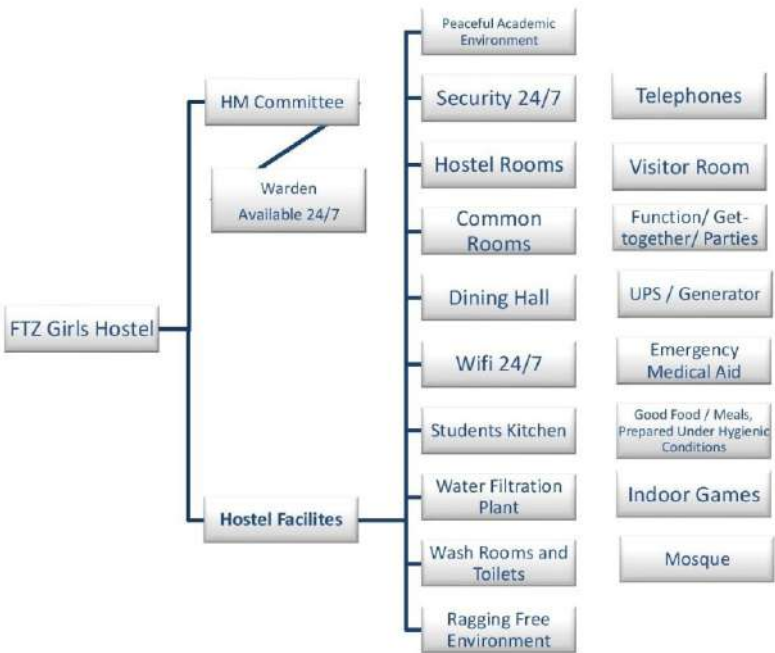 FTZ Girls Hostel
HM Committee
Warden
Available 24/7
Hostel Facilites
Peaceful Academic
Environment
Security 24/7
Hostel Rooms
Common
Rooms
Dining Hall
Wifi 24/7
Students Kitchen
Water Filtration
Plant
Wash Rooms and
Toilets
Ragging Free
Environment
Telephones
Visitor Room
Function/ Get-
together/ Parties
UPS / Generator
Emergency
Medical Aid
Good Food / Meals,
Prepared Under Hygienic
Conditions
Indoor Games
Mosque